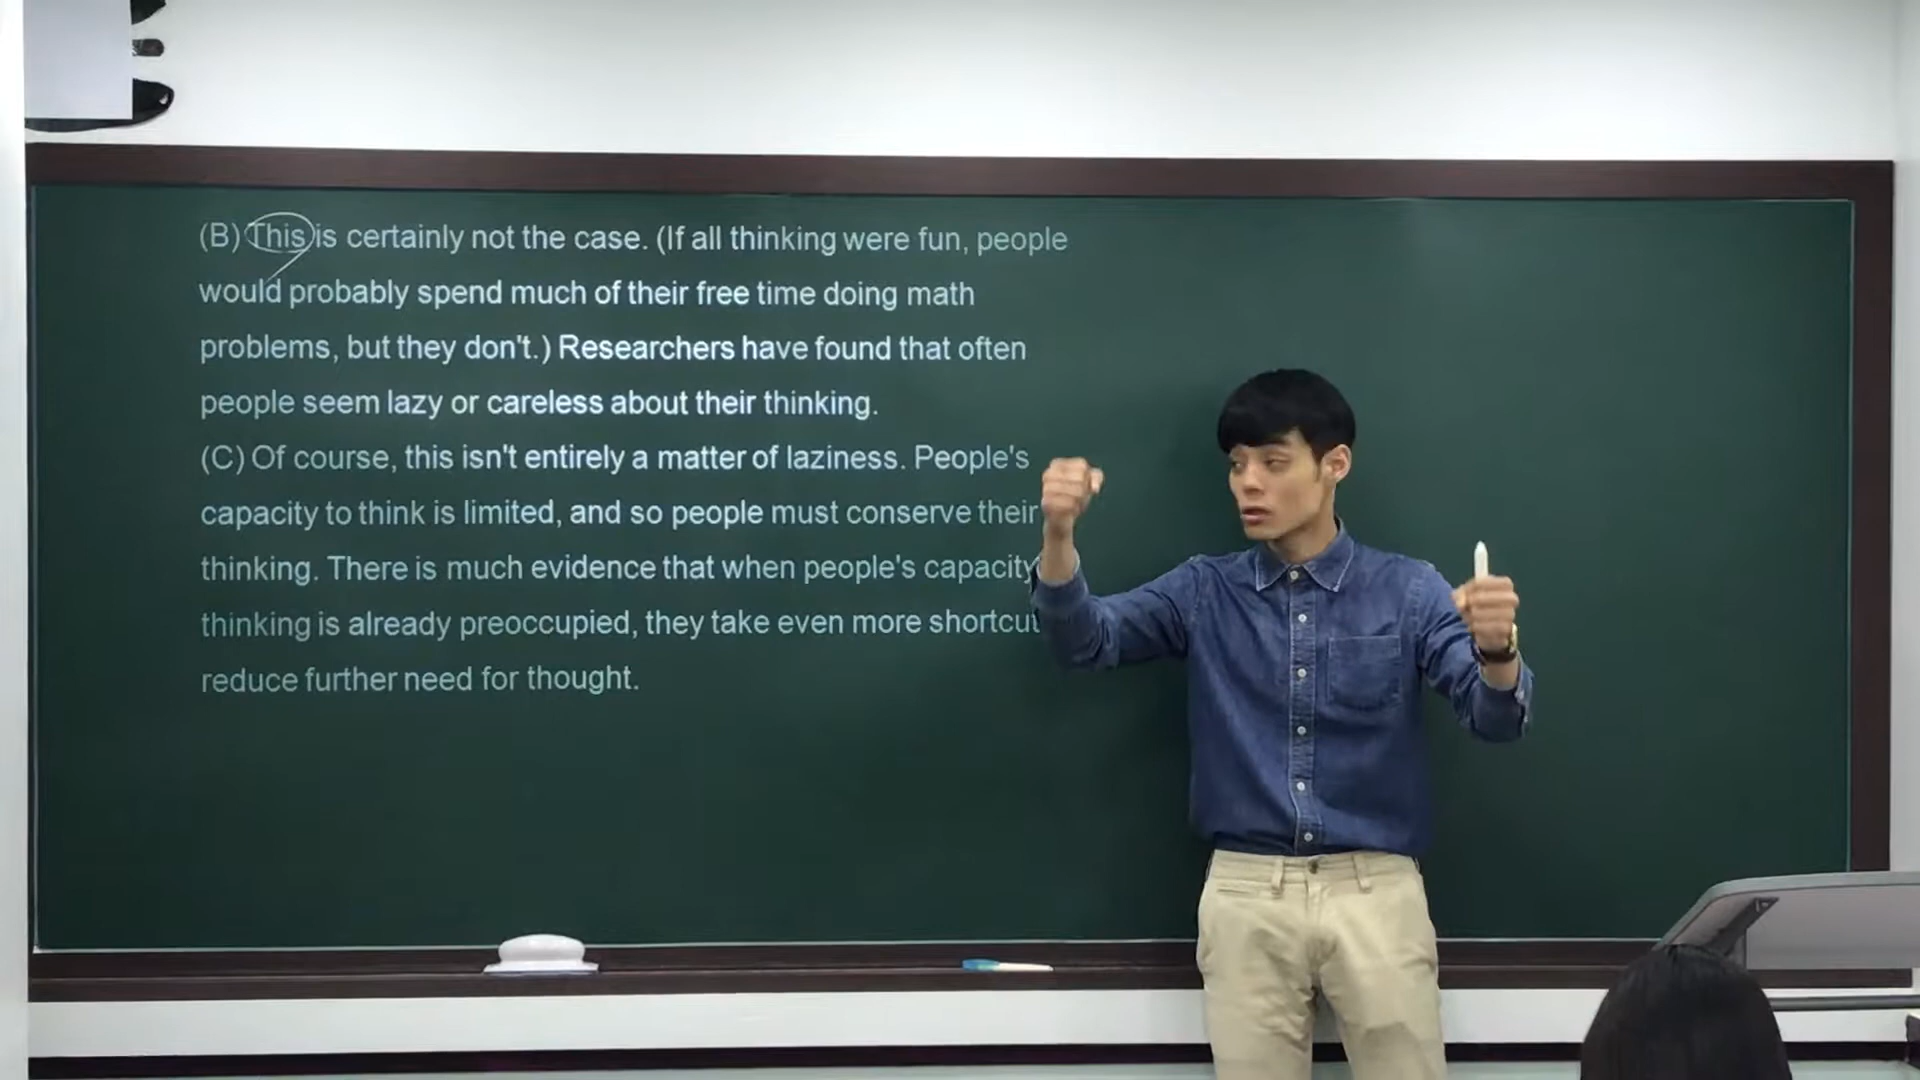 (B) This is certainly not the case. (If all thinking were fun, people
would probably spend much of their free time doing math
problems, but they don't.) Researchers have found that often
people seem lazy or careless about their thinking.
(C) Of course, this isn't entirely a matter of laziness. People's
capacity to think is limited, and so people must conserve their
thinking. There is much evidence that when people's capacity
thinking is already preoccupied, they take even more shortcut
reduce further need for thought.